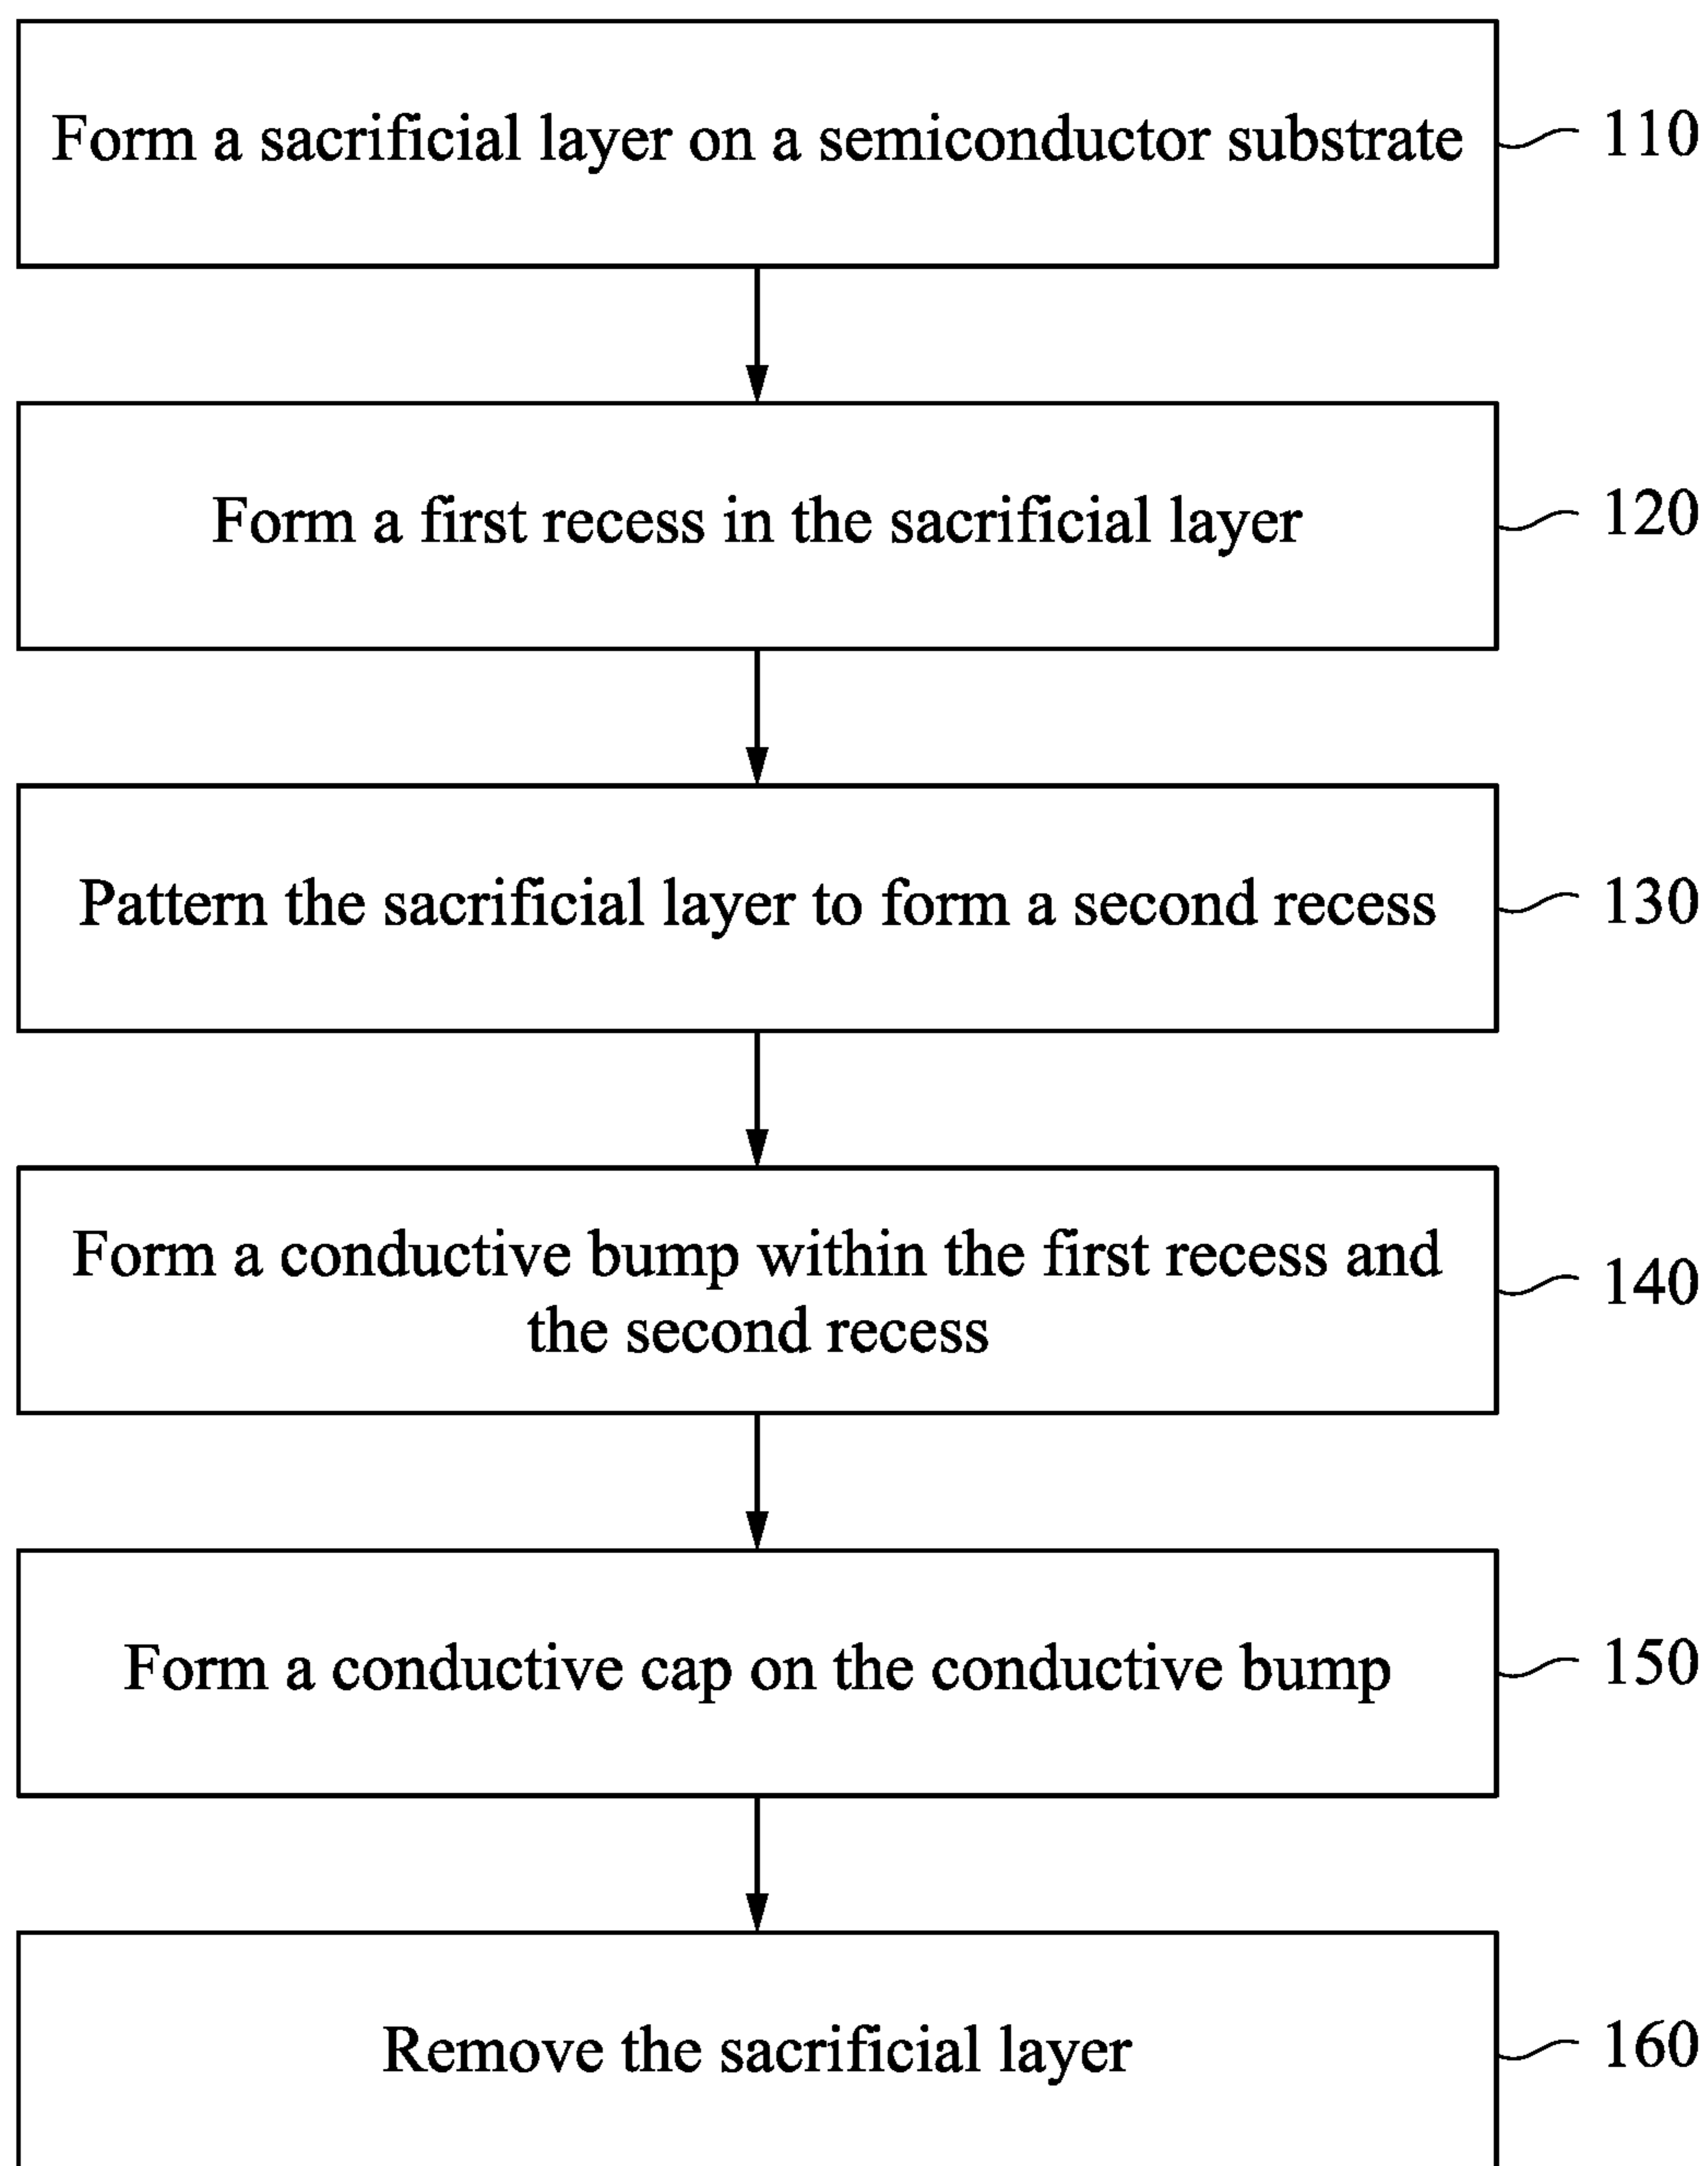 Form a sacrificial layer on a semiconductor substrate
110
Form a first recess in the sacrificial layer
120
Pattern the sacrificial layer to form a second recess
130
Form a conductive bump within the first recess and
the second recess
140
Form a conductive cap on the conductive bump
150
Remove the sacrificial layer
160